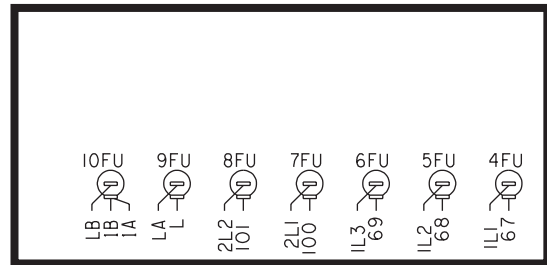 10FU 9FU 8FU 7FU 6FU 5FU 4FU
LB
1B
1A
LA
L
2L2
101
2L1
100
1L3
69
1L2
68
1L1
67